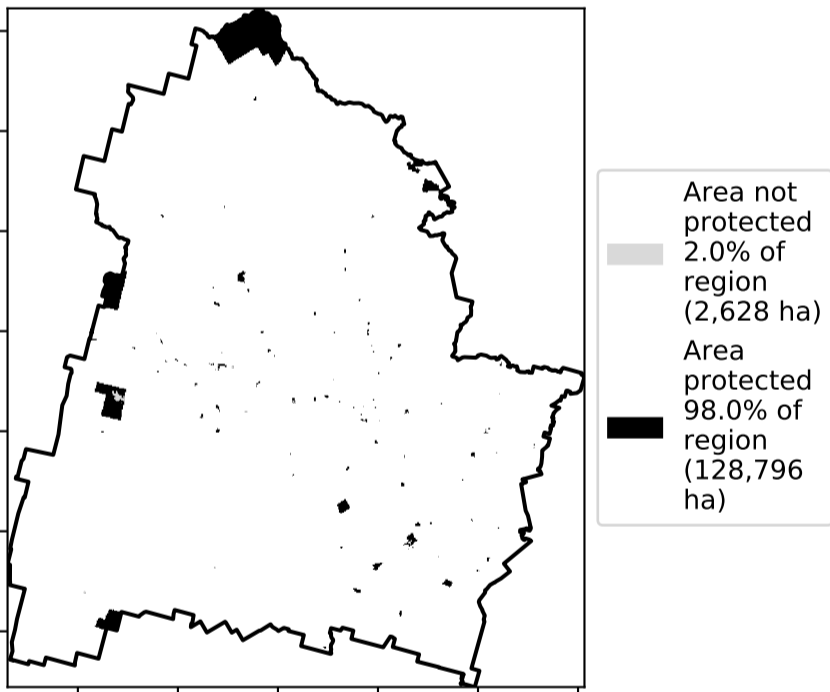 Area not
protected
2.0% of
region
(2,628 ha)
Area
protected
98.0% of
region
(128,796
ha)